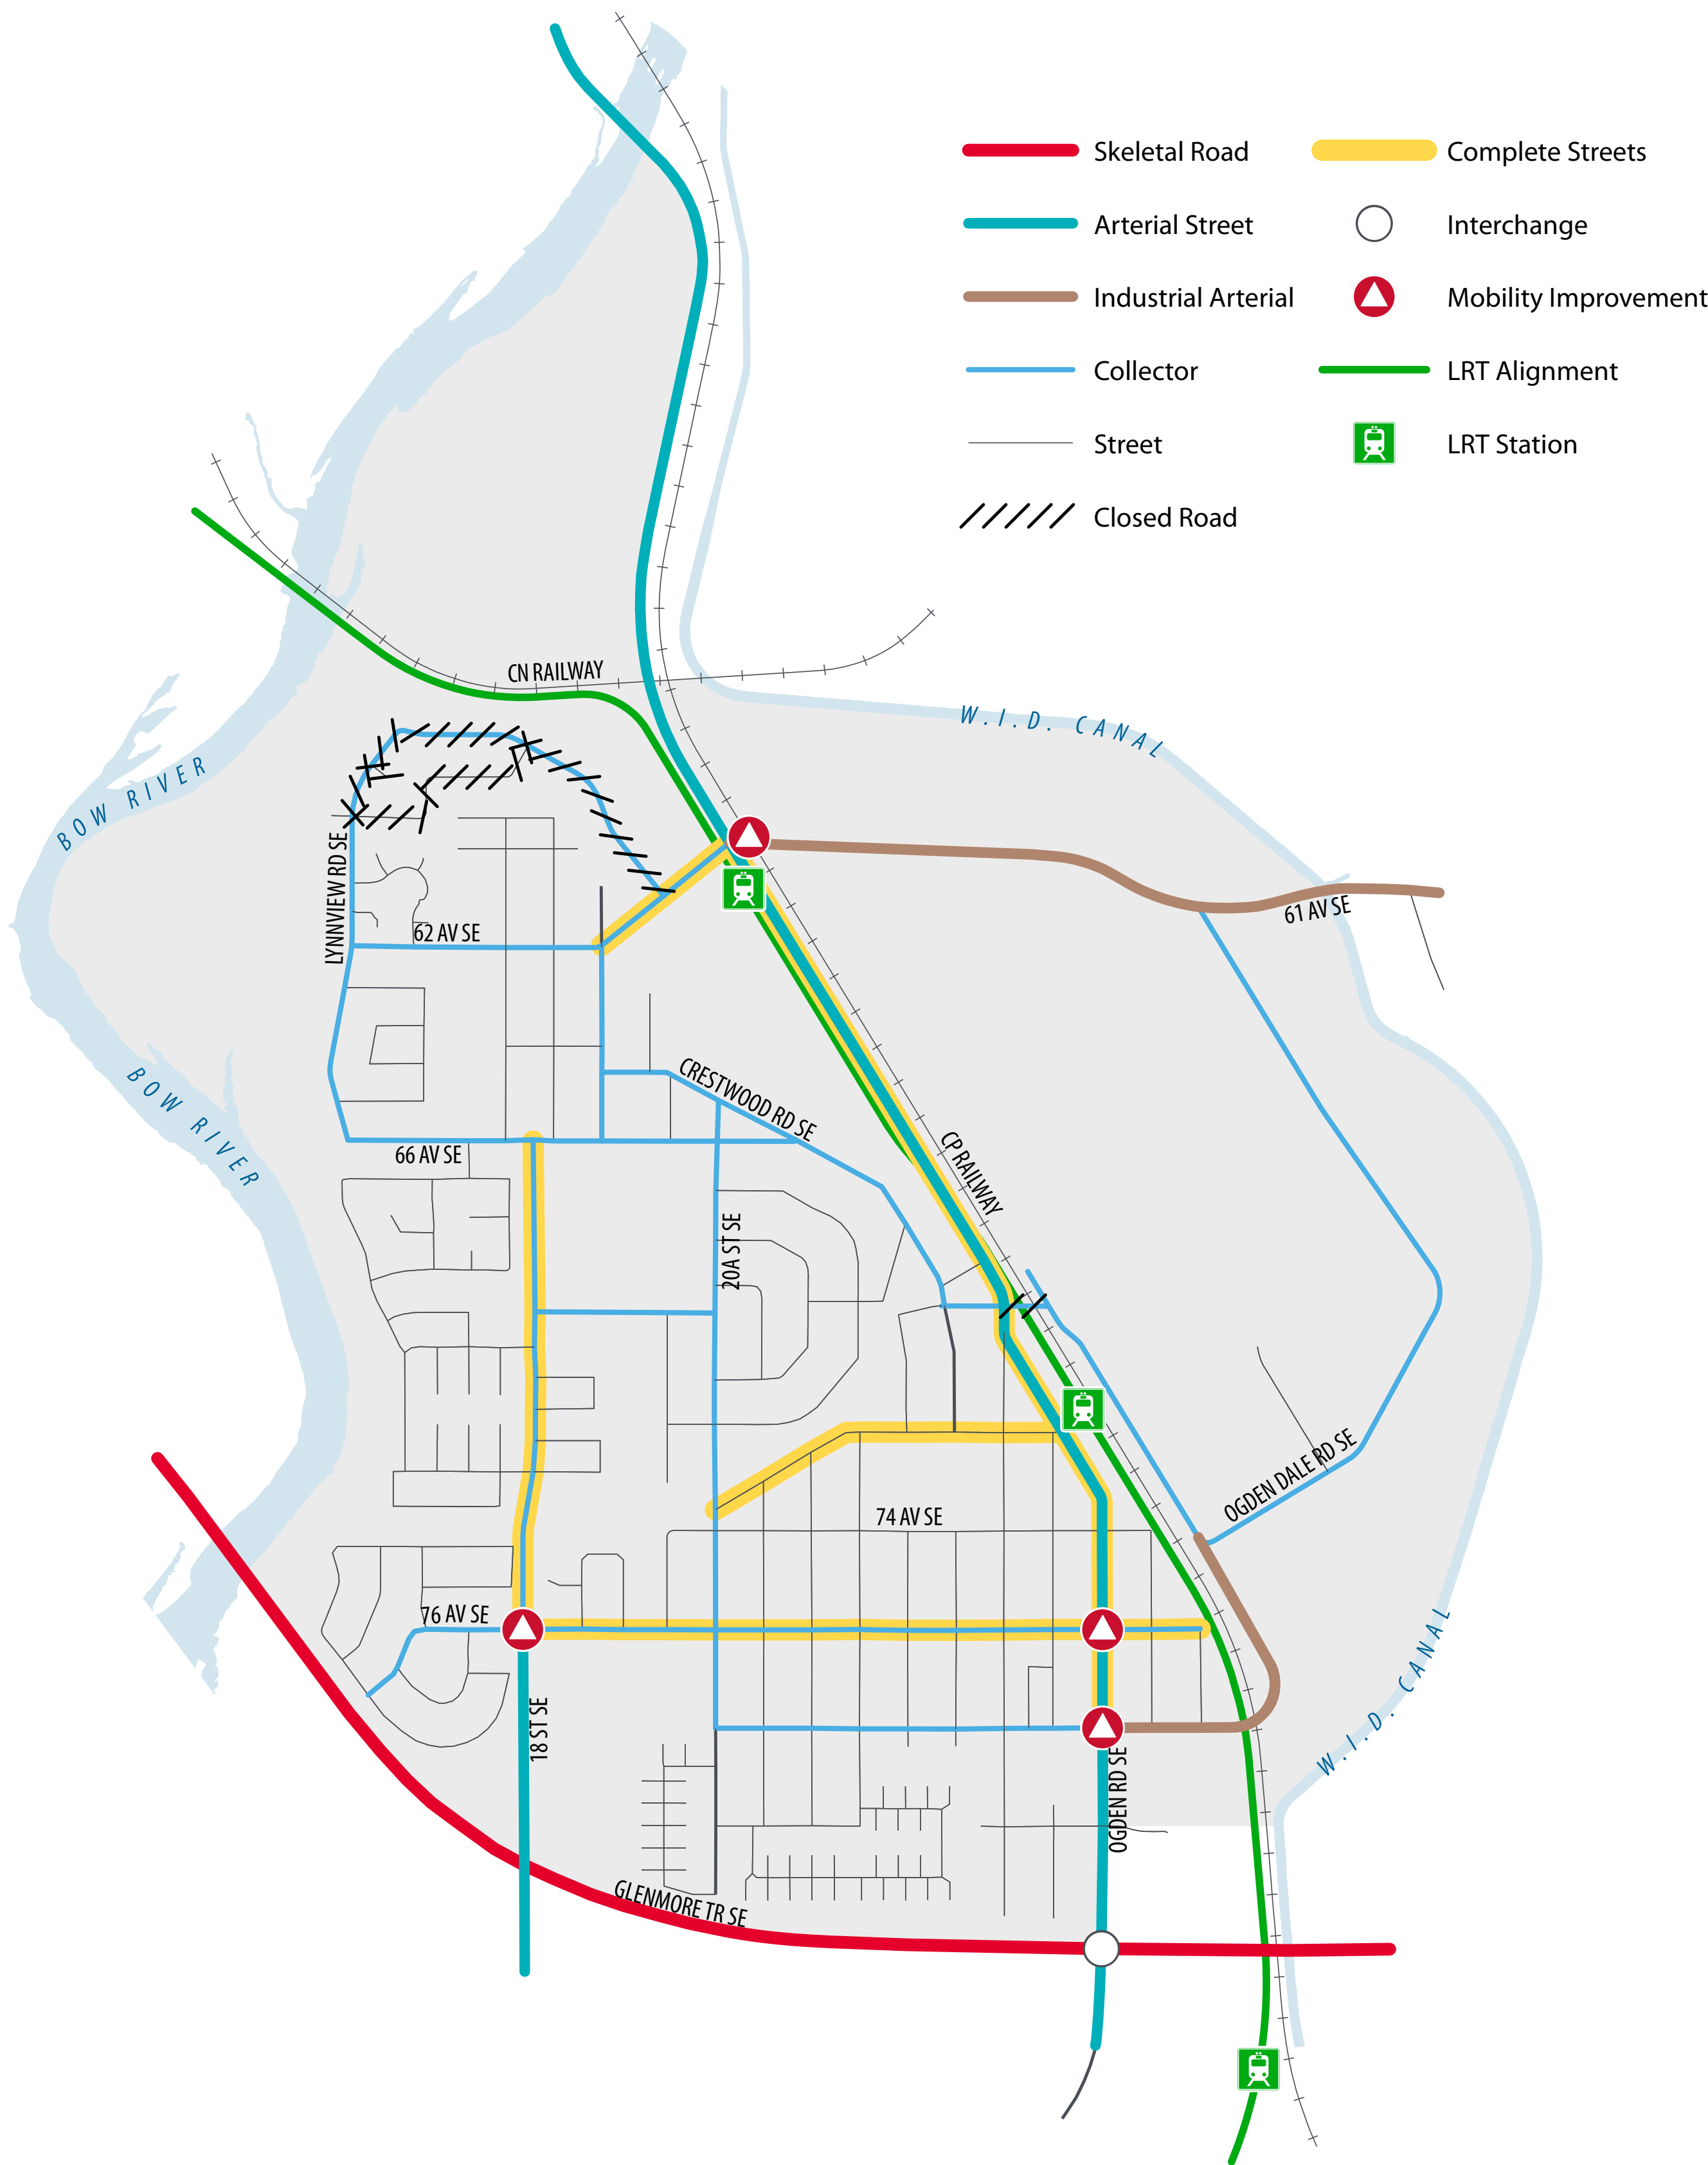 Skeletal Road
Complete Streets
Arterial Street
Interchange
Industrial Arterial
Mobility Improvement
Collector
LRT Alignment
Street
LRT Station
Closed Road
CN RAILWAY
W.I.D. CANAL
BOW RIVER
LYNNVIEW RD SE
61 AV SE
62 AV SE
BOW RIVER
CRESTWOOD RD SE
66 AV SE
CP RAILWAY
20A ST SE
OGDEN DALE RD SE
74 AV SE
76 AV SE
W.I.D. CANAL
18 ST SE
OGDEN RD SE
GLENMORE TR SE